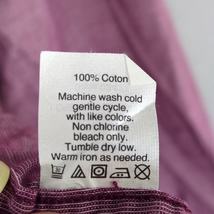 100% Coton
Machine wash cold
gentle cycle,
with like colors.
Non chlorine
bleach only.
Tumble dry low.
Warm iron as needed.